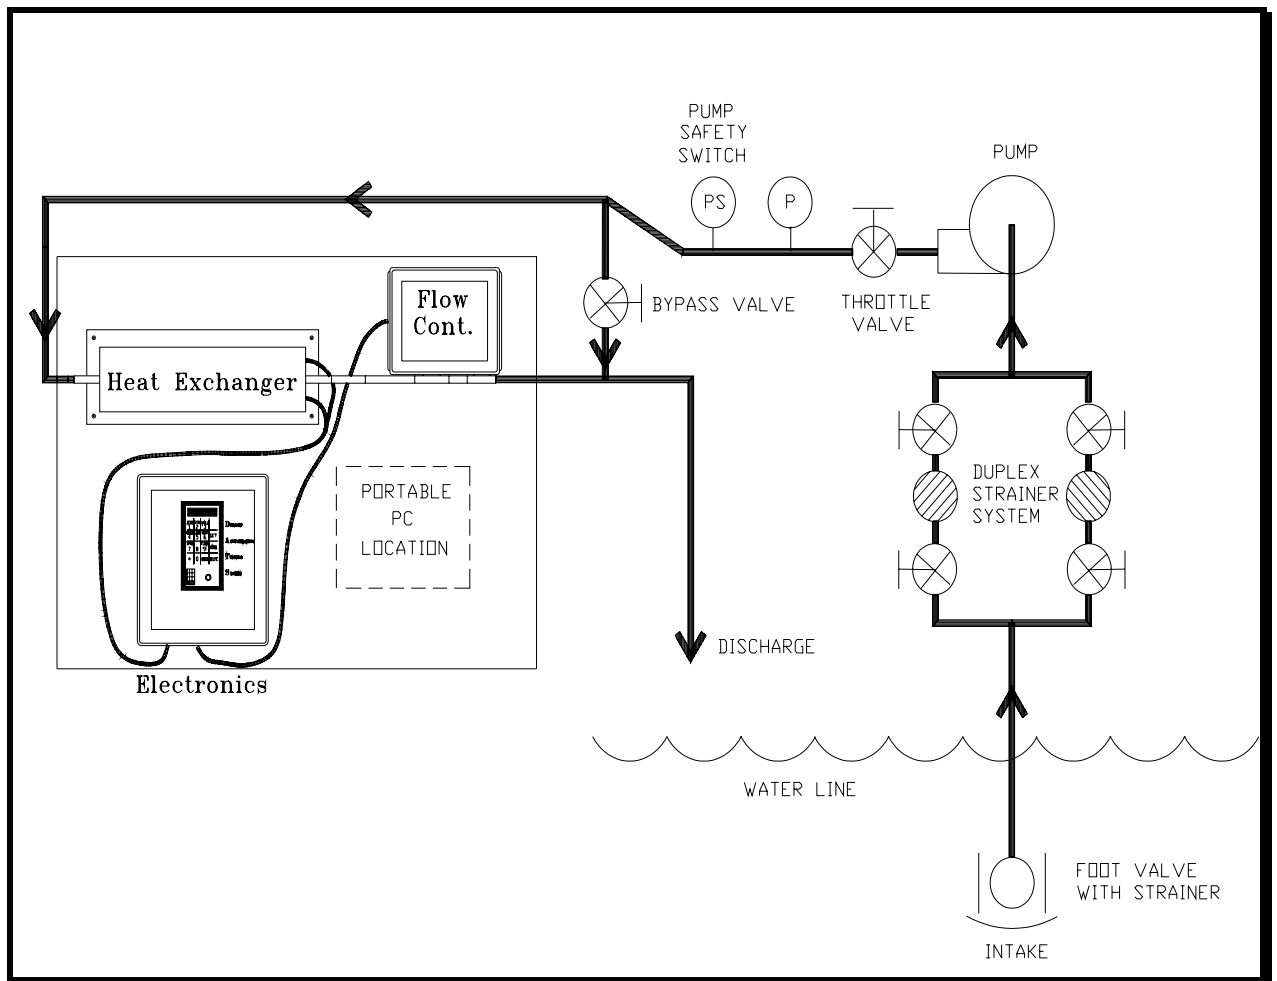 PUMP
SAFETY
SWITCH
PUMP
PS
P
THROTTLE
VALVE
BYPASS VALVE
Flow
Cont.
Heat Exchanger
DUPLEX
STRAINER
SYSTEM
PORTABLE
PC
LOCATION
DISCHARGE
Electronics
WATER LINE
FOOT VALVE
WITH STRAINER
INTAKE